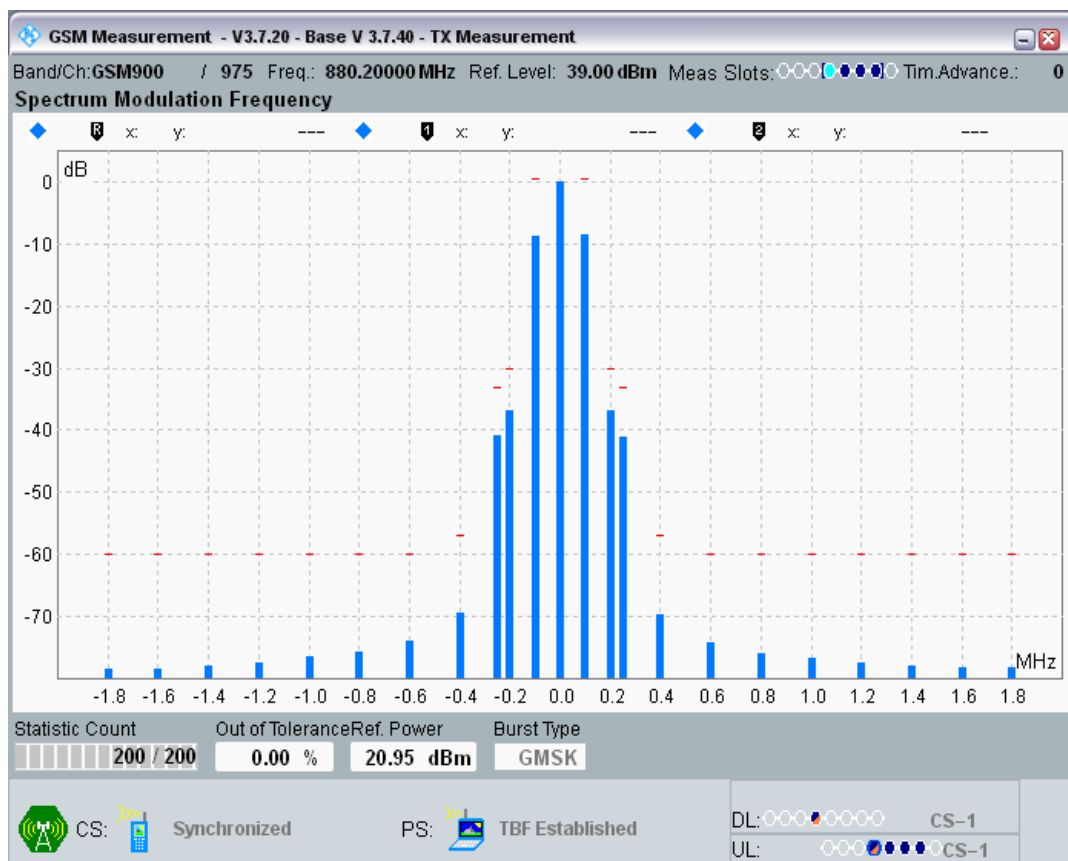 GSM Measurement - V3.7.20 - Base V 3.7.40 - TX Measurement
Band/Ch:GSM900 / 975 Freq.: 880.20000 MHz Ref. Level: 39.00 dBm Meas Slots: Tim.Advance.: 0
Spectrum Modulation Frequency
R x: y: --- 1 x: y: --- 2 x: y: ---
dB
0
-10
-20
-30
-40
-50
-60
-70
MHz
-1.8 -1.6 -1.4 -1.2 -1.0 -0.8 -0.6 -0.4 -0.2 0.0 0.2 0.4 0.6 0.8 1.0 1.2 1.4 1.6 1.8
Statistic Count Out of Tolerance Ref. Power Burst Type
200 / 200 0.00 % 20.95 dBm GMSK
CS: Synchronized PS: TBF Established DL: CS-1
UL: CS-1